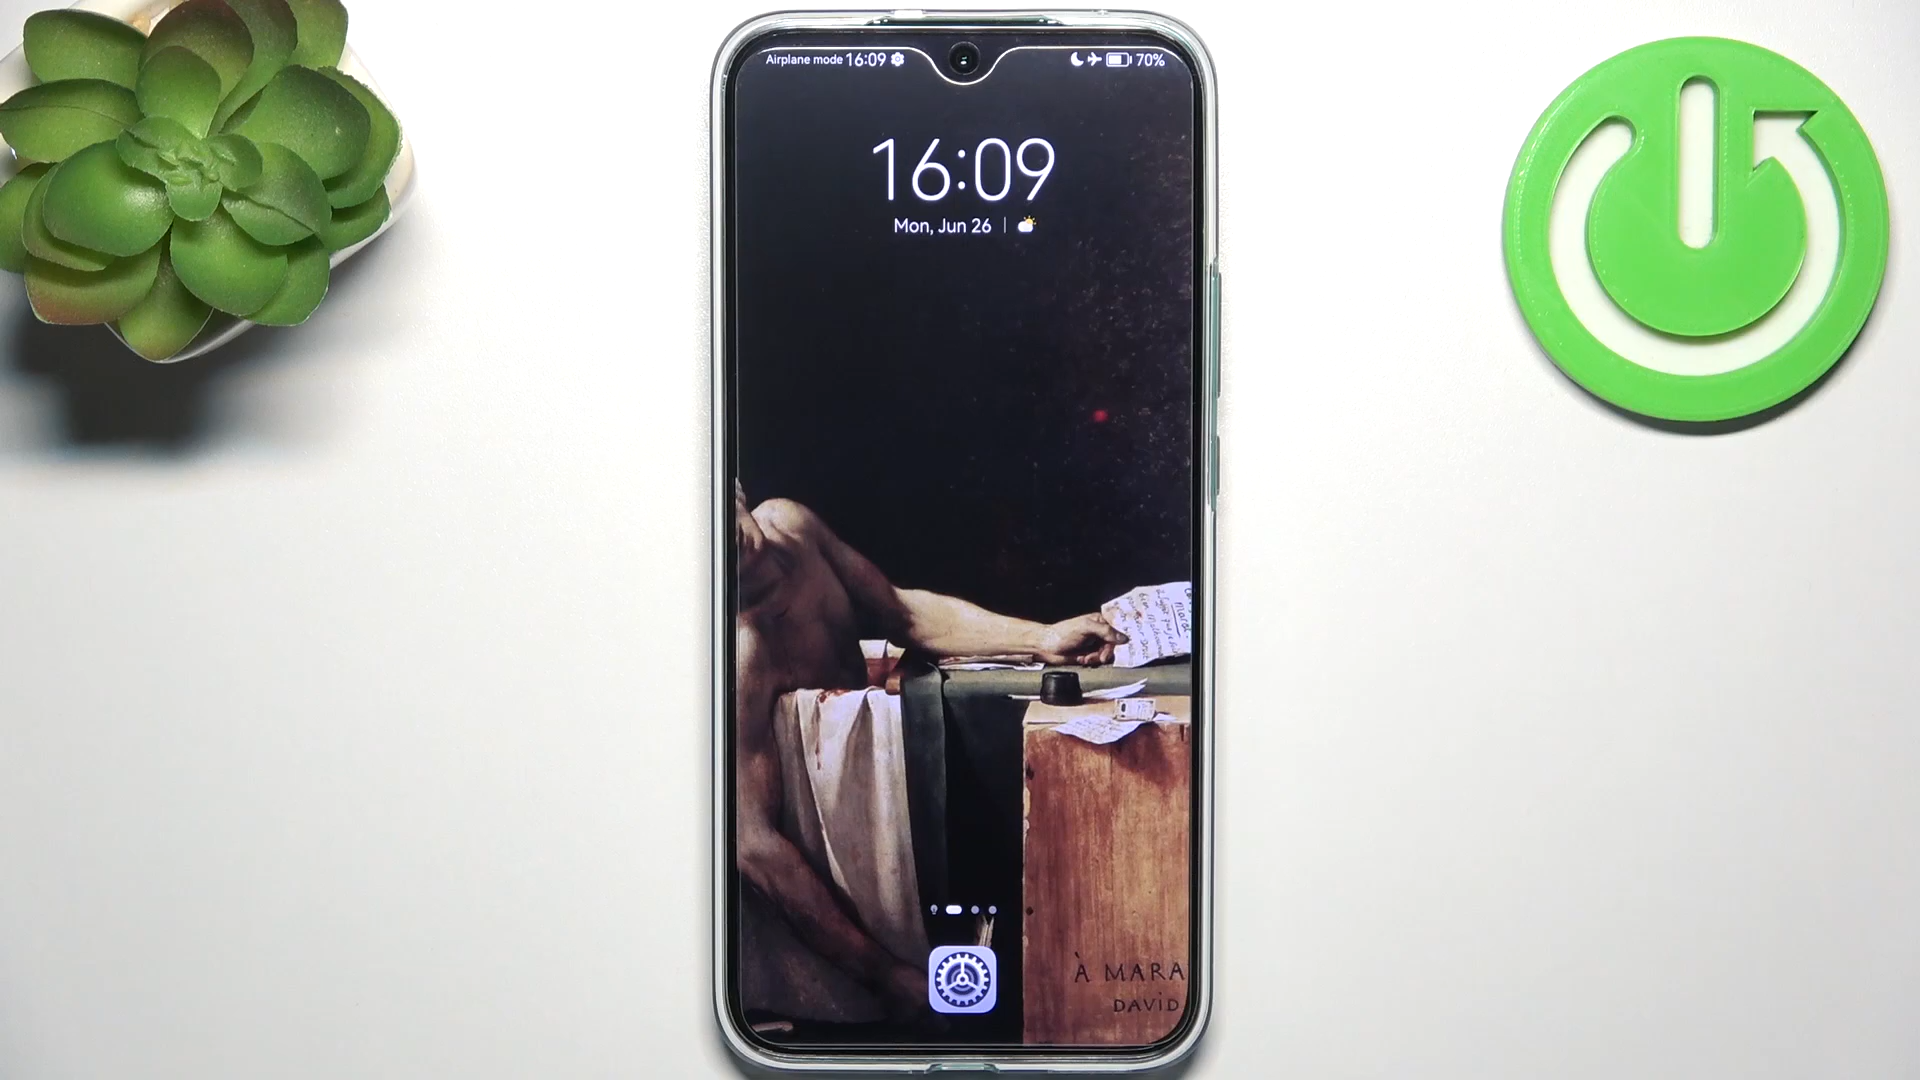 Airplane mode 16:09 70%
16:09
Mon, Jun 26
À MARA
DAVID